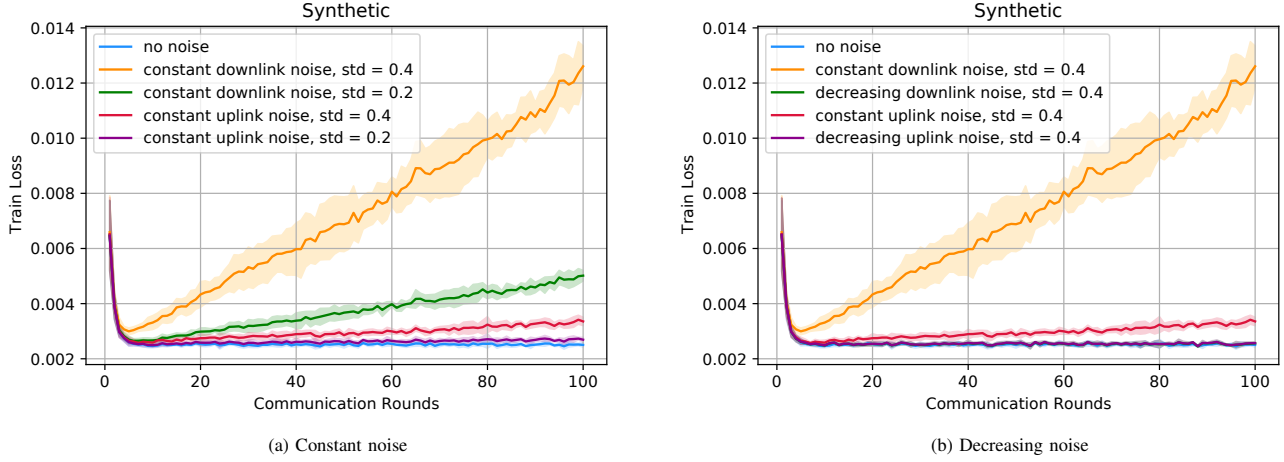 Synthetic
0.014
0.012
0.010
0.008
0.006
0.004
0.002
Train Loss
no noise
constant downlink noise, std = 0.4
constant downlink noise, std = 0.2
constant uplink noise, std = 0.4
constant uplink noise, std = 0.2
0
20
40
60
80
100
Communication Rounds
(a) Constant noise
Synthetic
0.014
0.012
0.010
0.008
0.006
0.004
0.002
Train Loss
no noise
constant downlink noise, std = 0.4
decreasing downlink noise, std = 0.4
constant uplink noise, std = 0.4
decreasing uplink noise, std = 0.4
0
20
40
60
80
100
Communication Rounds
(b) Decreasing noise